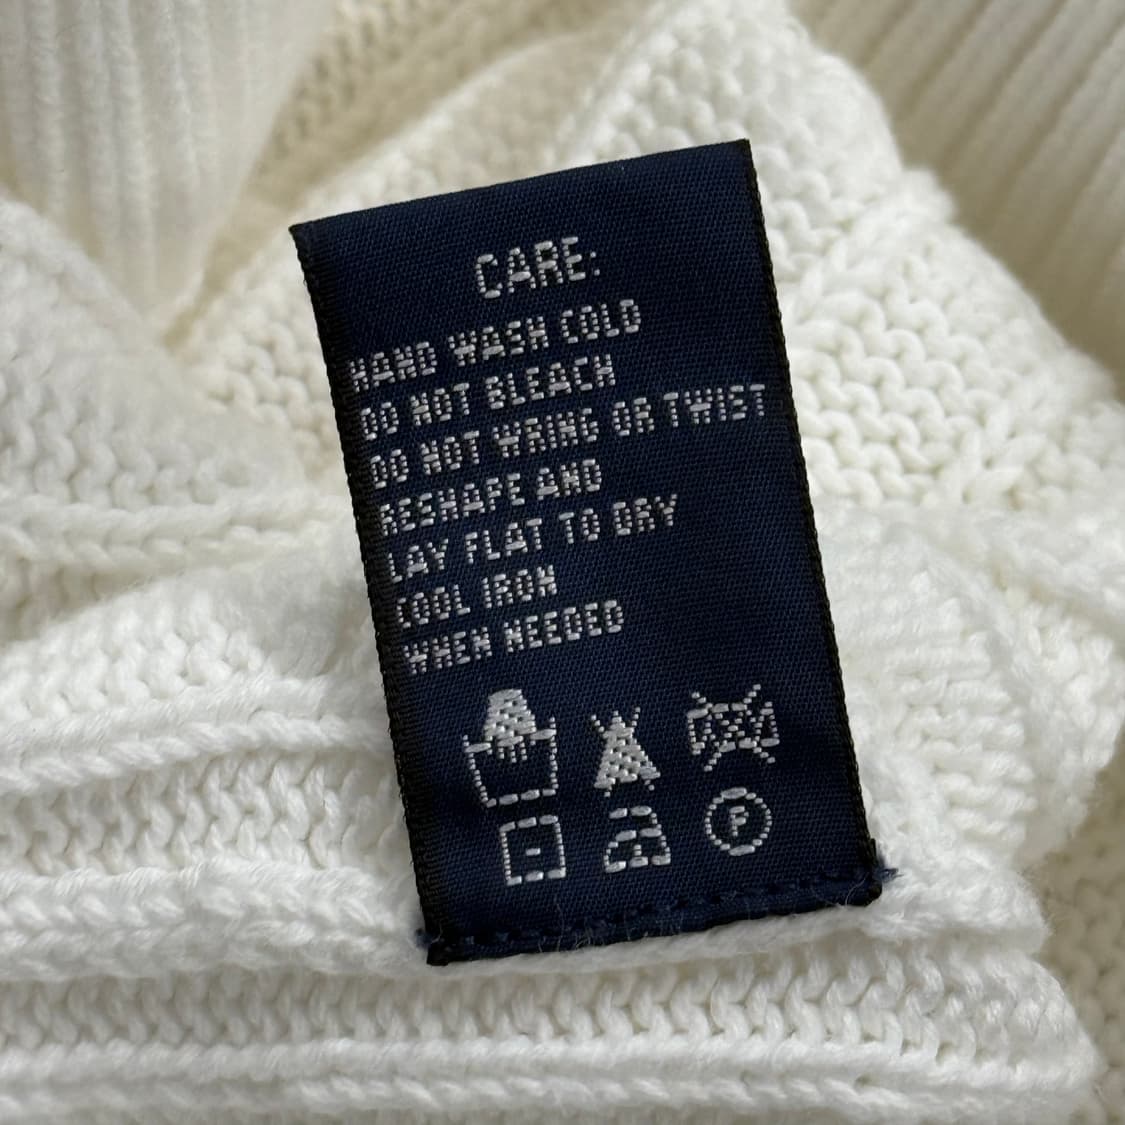 CARE:
HAND WASH COLD
DO NOT BLEACH
DO NOT WRING OR TWIST
RESHAPE AND
LAY FLAT TO DRY
COOL IRON
WHEN NEEDED
P